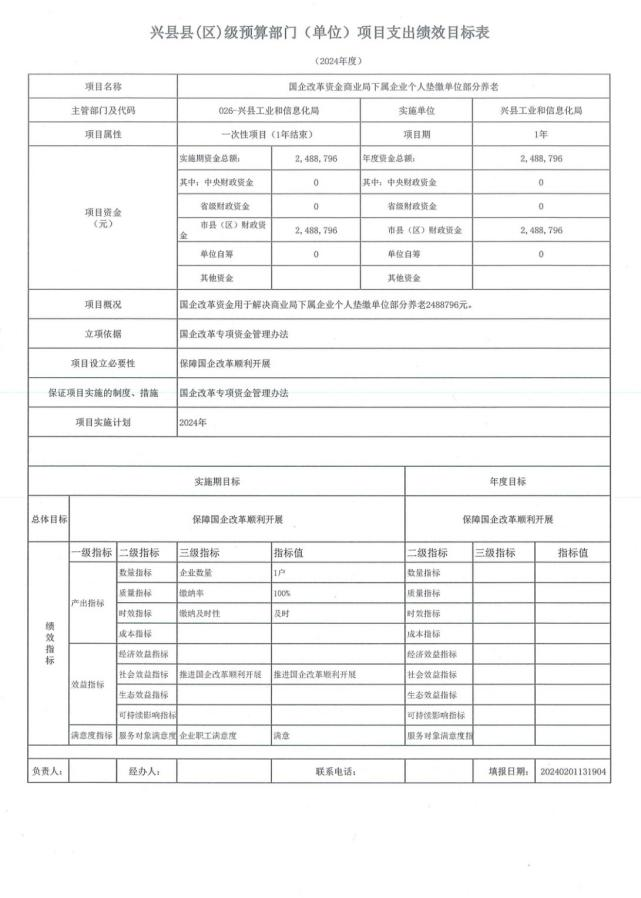 兴县县(区)级预算部门（单位）项目支出绩效目标表
（2024年度）
项目名称 国企改革资金商业局下属企业个人垫缴单位部分养老
主管部门及代码 026-兴县工业和信息化局 实施单位 兴县工业和信息化局
项目属性 一次性项目（1年结束） 项目期 1年
项目资金（元）
实施期资金总额： 2,488,796 年度资金总额： 2,488,796
其中：中央财政资金 0 其中：中央财政资金 0
省级财政资金 0 省级财政资金 0
市县（区）财政资金 2,488,796 市县（区）财政资金 2,488,796
单位自筹 0 单位自筹 0
其他资金 其他资金
项目概况 国企改革资金用于解决商业局下属企业个人垫缴单位部分养老2488796元。
立项依据 国企改革专项资金管理办法
项目设立必要性 保障国企改革顺利开展
保证项目实施的制度、措施 国企改革专项资金管理办法
项目实施计划 2024年
实施期目标 年度目标
总体目标 保障国企改革顺利开展 保障国企改革顺利开展
绩效指标
一级指标 二级指标 三级指标 指标值 二级指标 三级指标 指标值
产出指标
数量指标 企业数量 1户 数量指标
质量指标 缴纳率 100% 质量指标
时效指标 缴纳及时性 及时 时效指标
成本指标 成本指标
效益指标
经济效益指标 经济效益指标
社会效益指标 推进国企改革顺利开展 推进国企改革顺利开展 社会效益指标
生态效益指标 生态效益指标
可持续影响指标 可持续影响指标
满意度指标 服务对象满意度 企业职工满意度 满意 服务对象满意度指
负责人： 经办人： 联系电话： 填报日期： 20240201131904